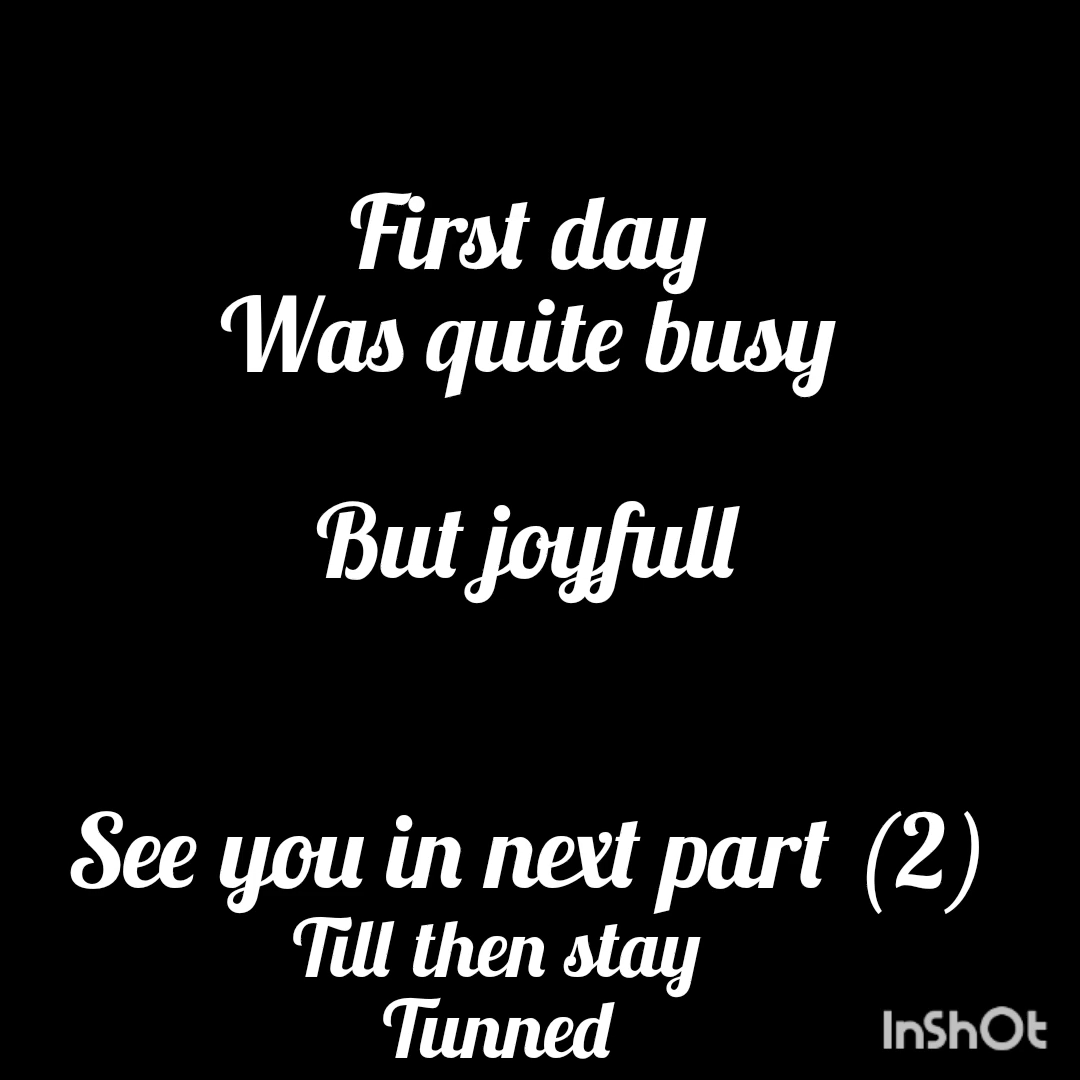 First day
Was quite busy
But joyfull
See you in next part (2)
Till then stay
Tunned
InShOt